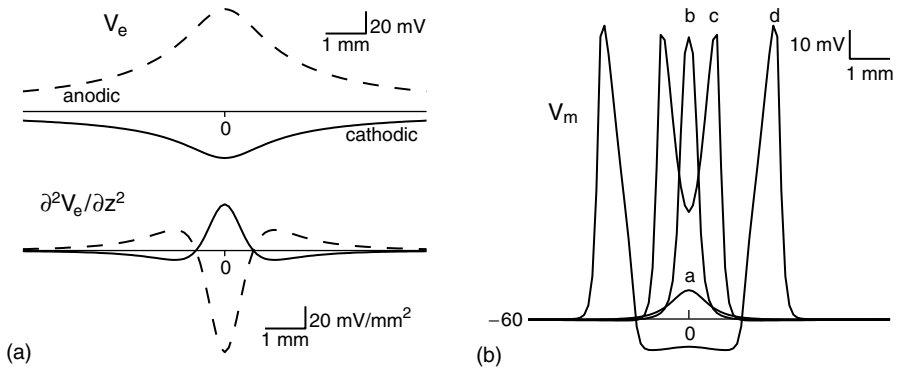 Vₑ
20 mV
1 mm
anodic
0
cathodic
∂²Vₑ/∂z²
0
20 mV/mm²
1 mm
(a)
b c d
10 mV
1 mm
Vₘ
a
−60
0
(b)